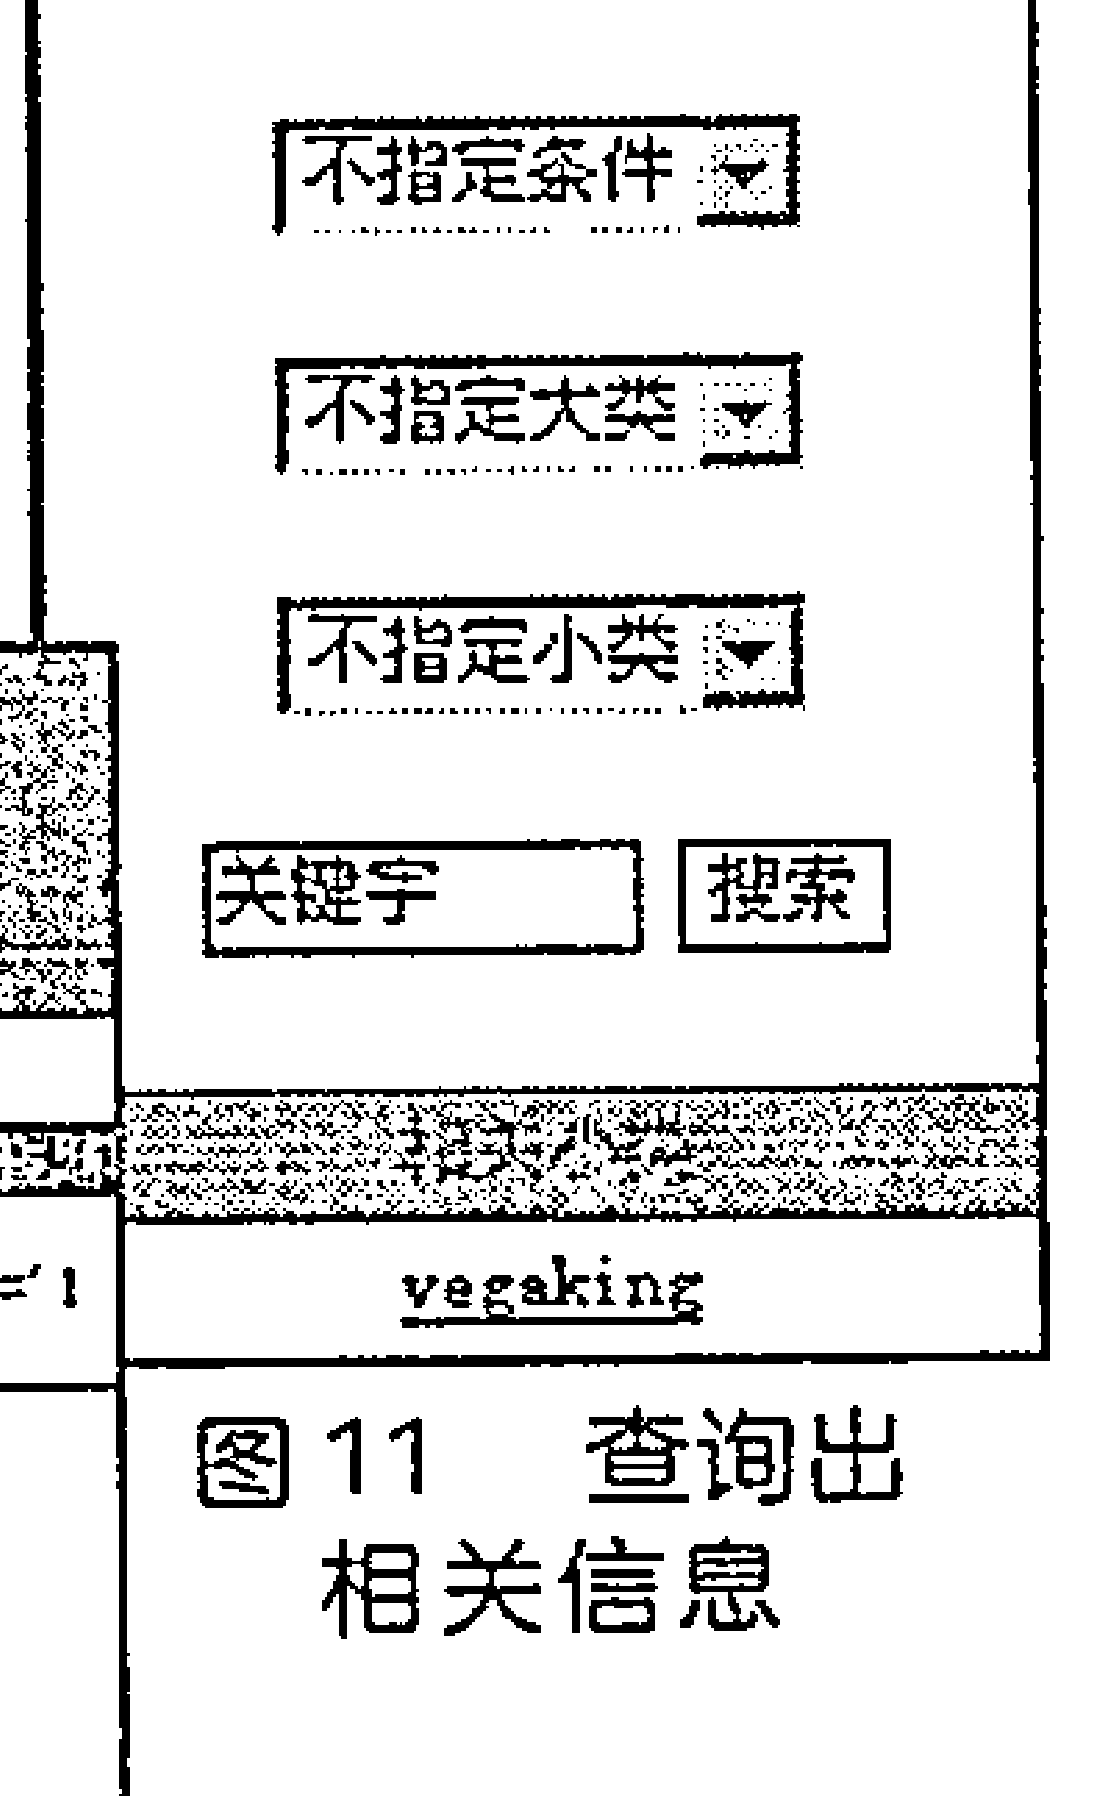 不指定条件
不指定大类
不指定小类
关键字 搜索
=' 1
vegaking
图 11 查询出
相关信息